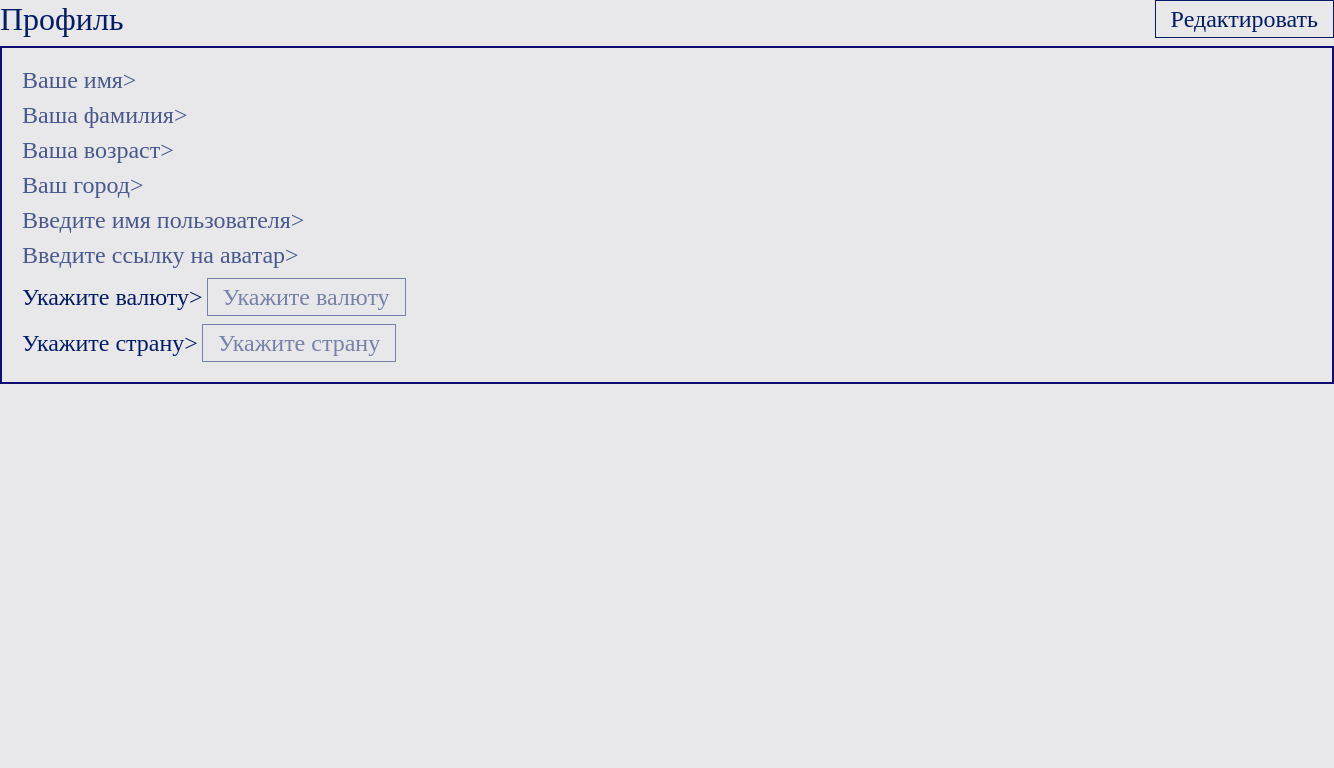 Профиль
Редактировать
Ваше имя>
Ваша фамилия>
Ваша возраст>
Ваш город>
Введите имя пользователя>
Введите ссылку на аватар>
Укажите валюту> Укажите валюту
Укажите страну> Укажите страну